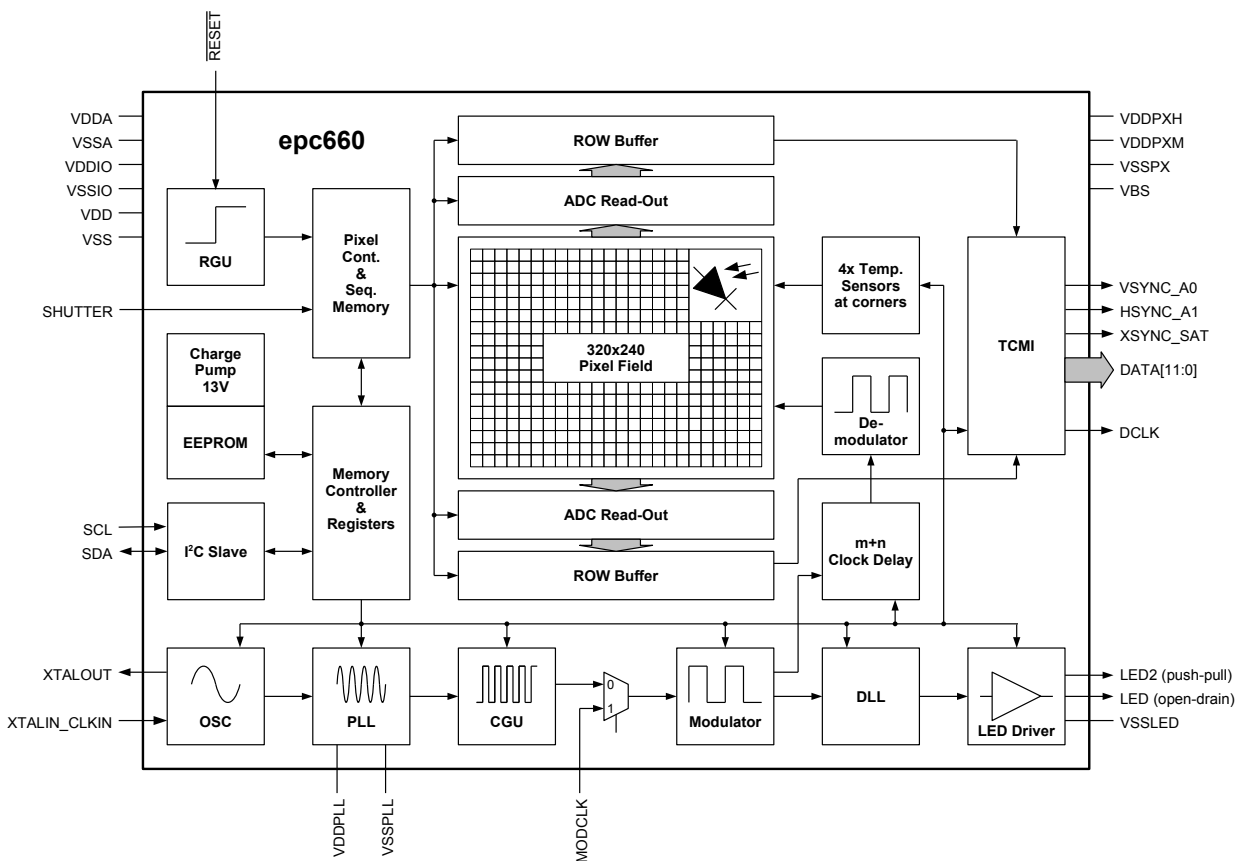 RESET
epc660
VDDA
VSSA
VDDIO
VSSIO
VDD
VSS
SHUTTER
SCL
SDA
XTALOUT
XTALIN_CLKIN
RGU
Pixel
Cont.
&
Seq.
Memory
Charge
Pump
13V
EEPROM
I²C Slave
Memory
Controller
&
Registers
ROW Buffer
ADC Read-Out
320x240
Pixel Field
ADC Read-Out
ROW Buffer
4x Temp.
Sensors
at corners
De-
modulator
m+n
Clock Delay
TCMI
VDDPXH
VDDPXM
VSSPX
VBS
VSYNC_A0
HSYNC_A1
XSYNC_SAT
DATA[11:0]
DCLK
OSC
PLL
CGU
0
1
Modulator
DLL
LED Driver
LED2 (push-pull)
LED (open-drain)
VSSLED
VDDPLL
VSSPLL
MODCLK